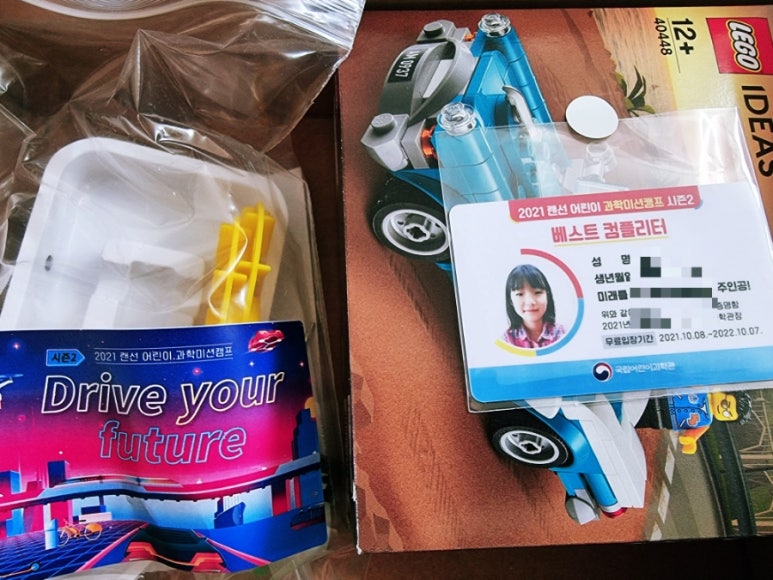 시즌2
2021 랜선 어린이 과학미션캠프
Drive your
future
12+
40448
LEGO
IDEAS
0937
2021 랜선 어린이 과학미션캠프 시즌2
베스트 컴플리터
성 명
생년월일
미래를 주인공!
위와 같
2021년 학관장
무료입장기간 2021.10.08.~2022.10.07.
국립어린이과학관